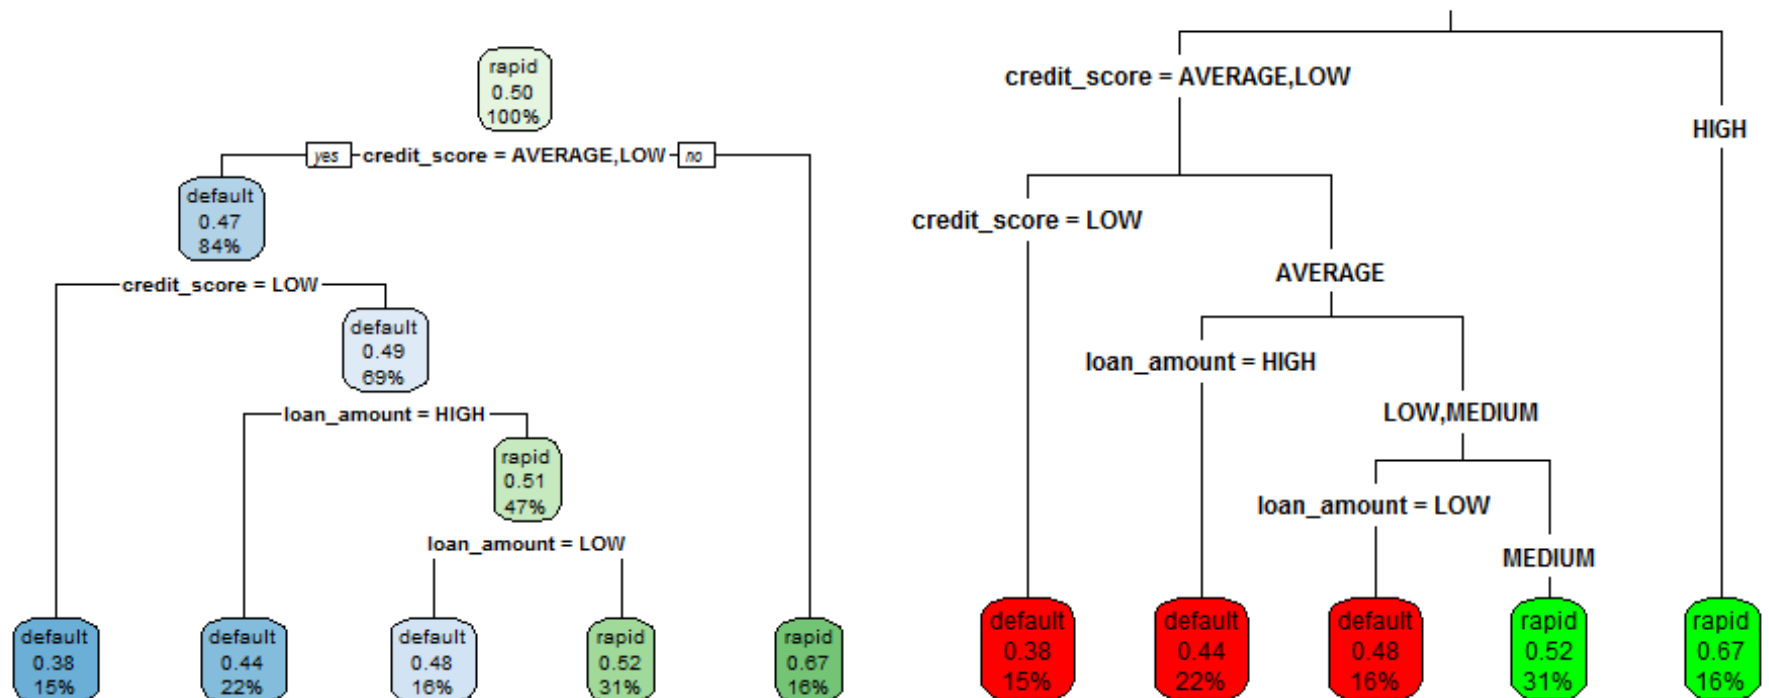 rapid
0.50
100%
yes credit_score = AVERAGE,LOW no
default
0.47
84%
credit_score = LOW
default
0.49
69%
loan_amount = HIGH
rapid
0.51
47%
loan_amount = LOW
default
0.38
15%
default
0.44
22%
default
0.48
16%
rapid
0.52
31%
rapid
0.67
16%
credit_score = AVERAGE,LOW
HIGH
credit_score = LOW
AVERAGE
loan_amount = HIGH
LOW,MEDIUM
loan_amount = LOW
MEDIUM
default
0.38
15%
default
0.44
22%
default
0.48
16%
rapid
0.52
31%
rapid
0.67
16%